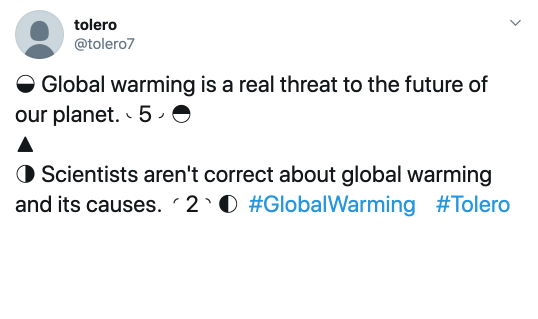 tolero
@tolero7
◒ Global warming is a real threat to the future of
our planet. ◟ 5 ◞ ◓
▲
◑ Scientists aren't correct about global warming
and its causes. ◜ 2 ◝ ◐ #GlobalWarming #Tolero